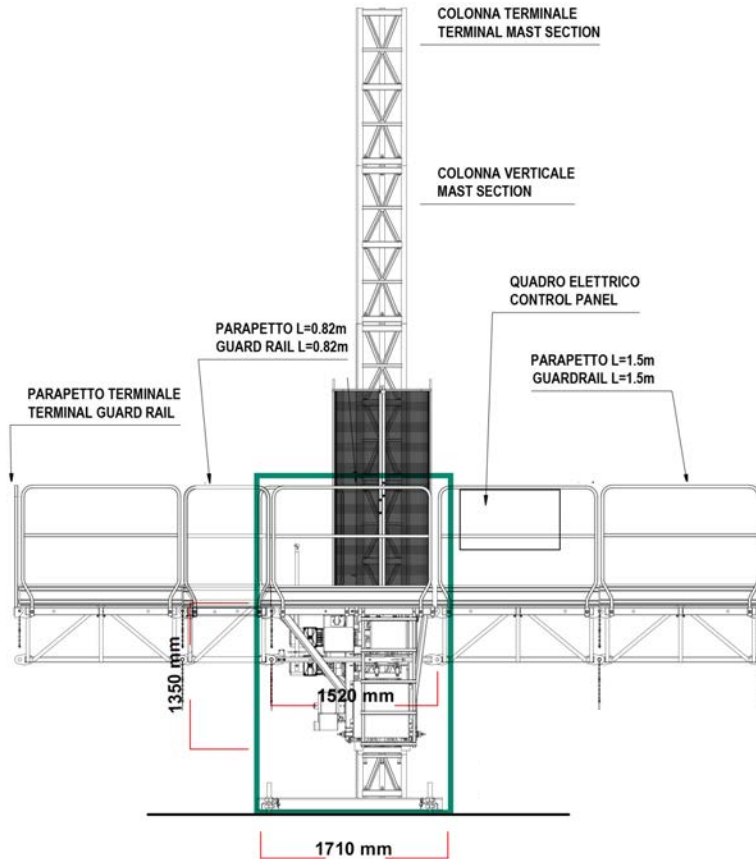 COLONNA TERMINALE
TERMINAL MAST SECTION
COLONNA VERTICALE
MAST SECTION
QUADRO ELETTRICO
CONTROL PANEL
PARAPETTO L=0.82m
GUARD RAIL L=0.82m
PARAPETTO L=1.5m
GUARDRAIL L=1.5m
PARAPETTO TERMINALE
TERMINAL GUARD RAIL
1350 mm
1520 mm
1710 mm